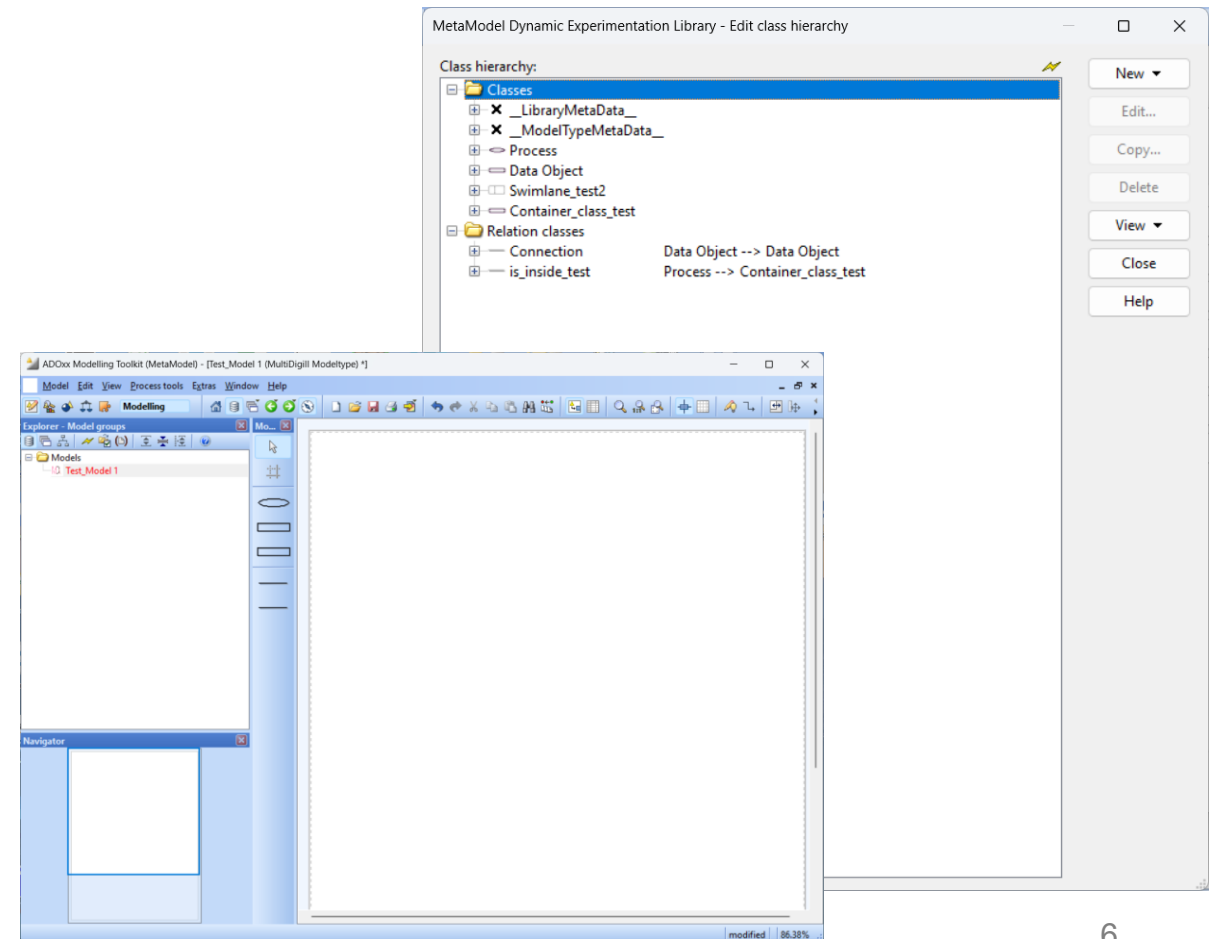 MetaModel Dynamic Experimentation Library - Edit class hierarchy
Class hierarchy:
Classes
__LibraryMetaData__
__ModelTypeMetaData__
Process
Data Object
Swimlane_test2
Container_class_test
Relation classes
Connection Data Object --> Data Object
is_inside_test Process --> Container_class_test
New
Edit...
Copy...
Delete
View
Close
Help
ADOxx Modelling Toolkit (MetaModel) - [Test_Model 1 (MultiDigill Modeltype) *]
Model Edit View Process tools Extras Window Help
Modelling
Explorer - Model groups
Mo...
Models
Test_Model 1
Navigator
modified 86.38%
6